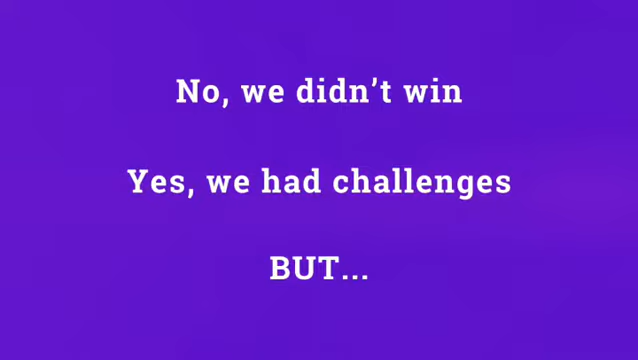 No, we didn’t win
Yes, we had challenges
BUT...